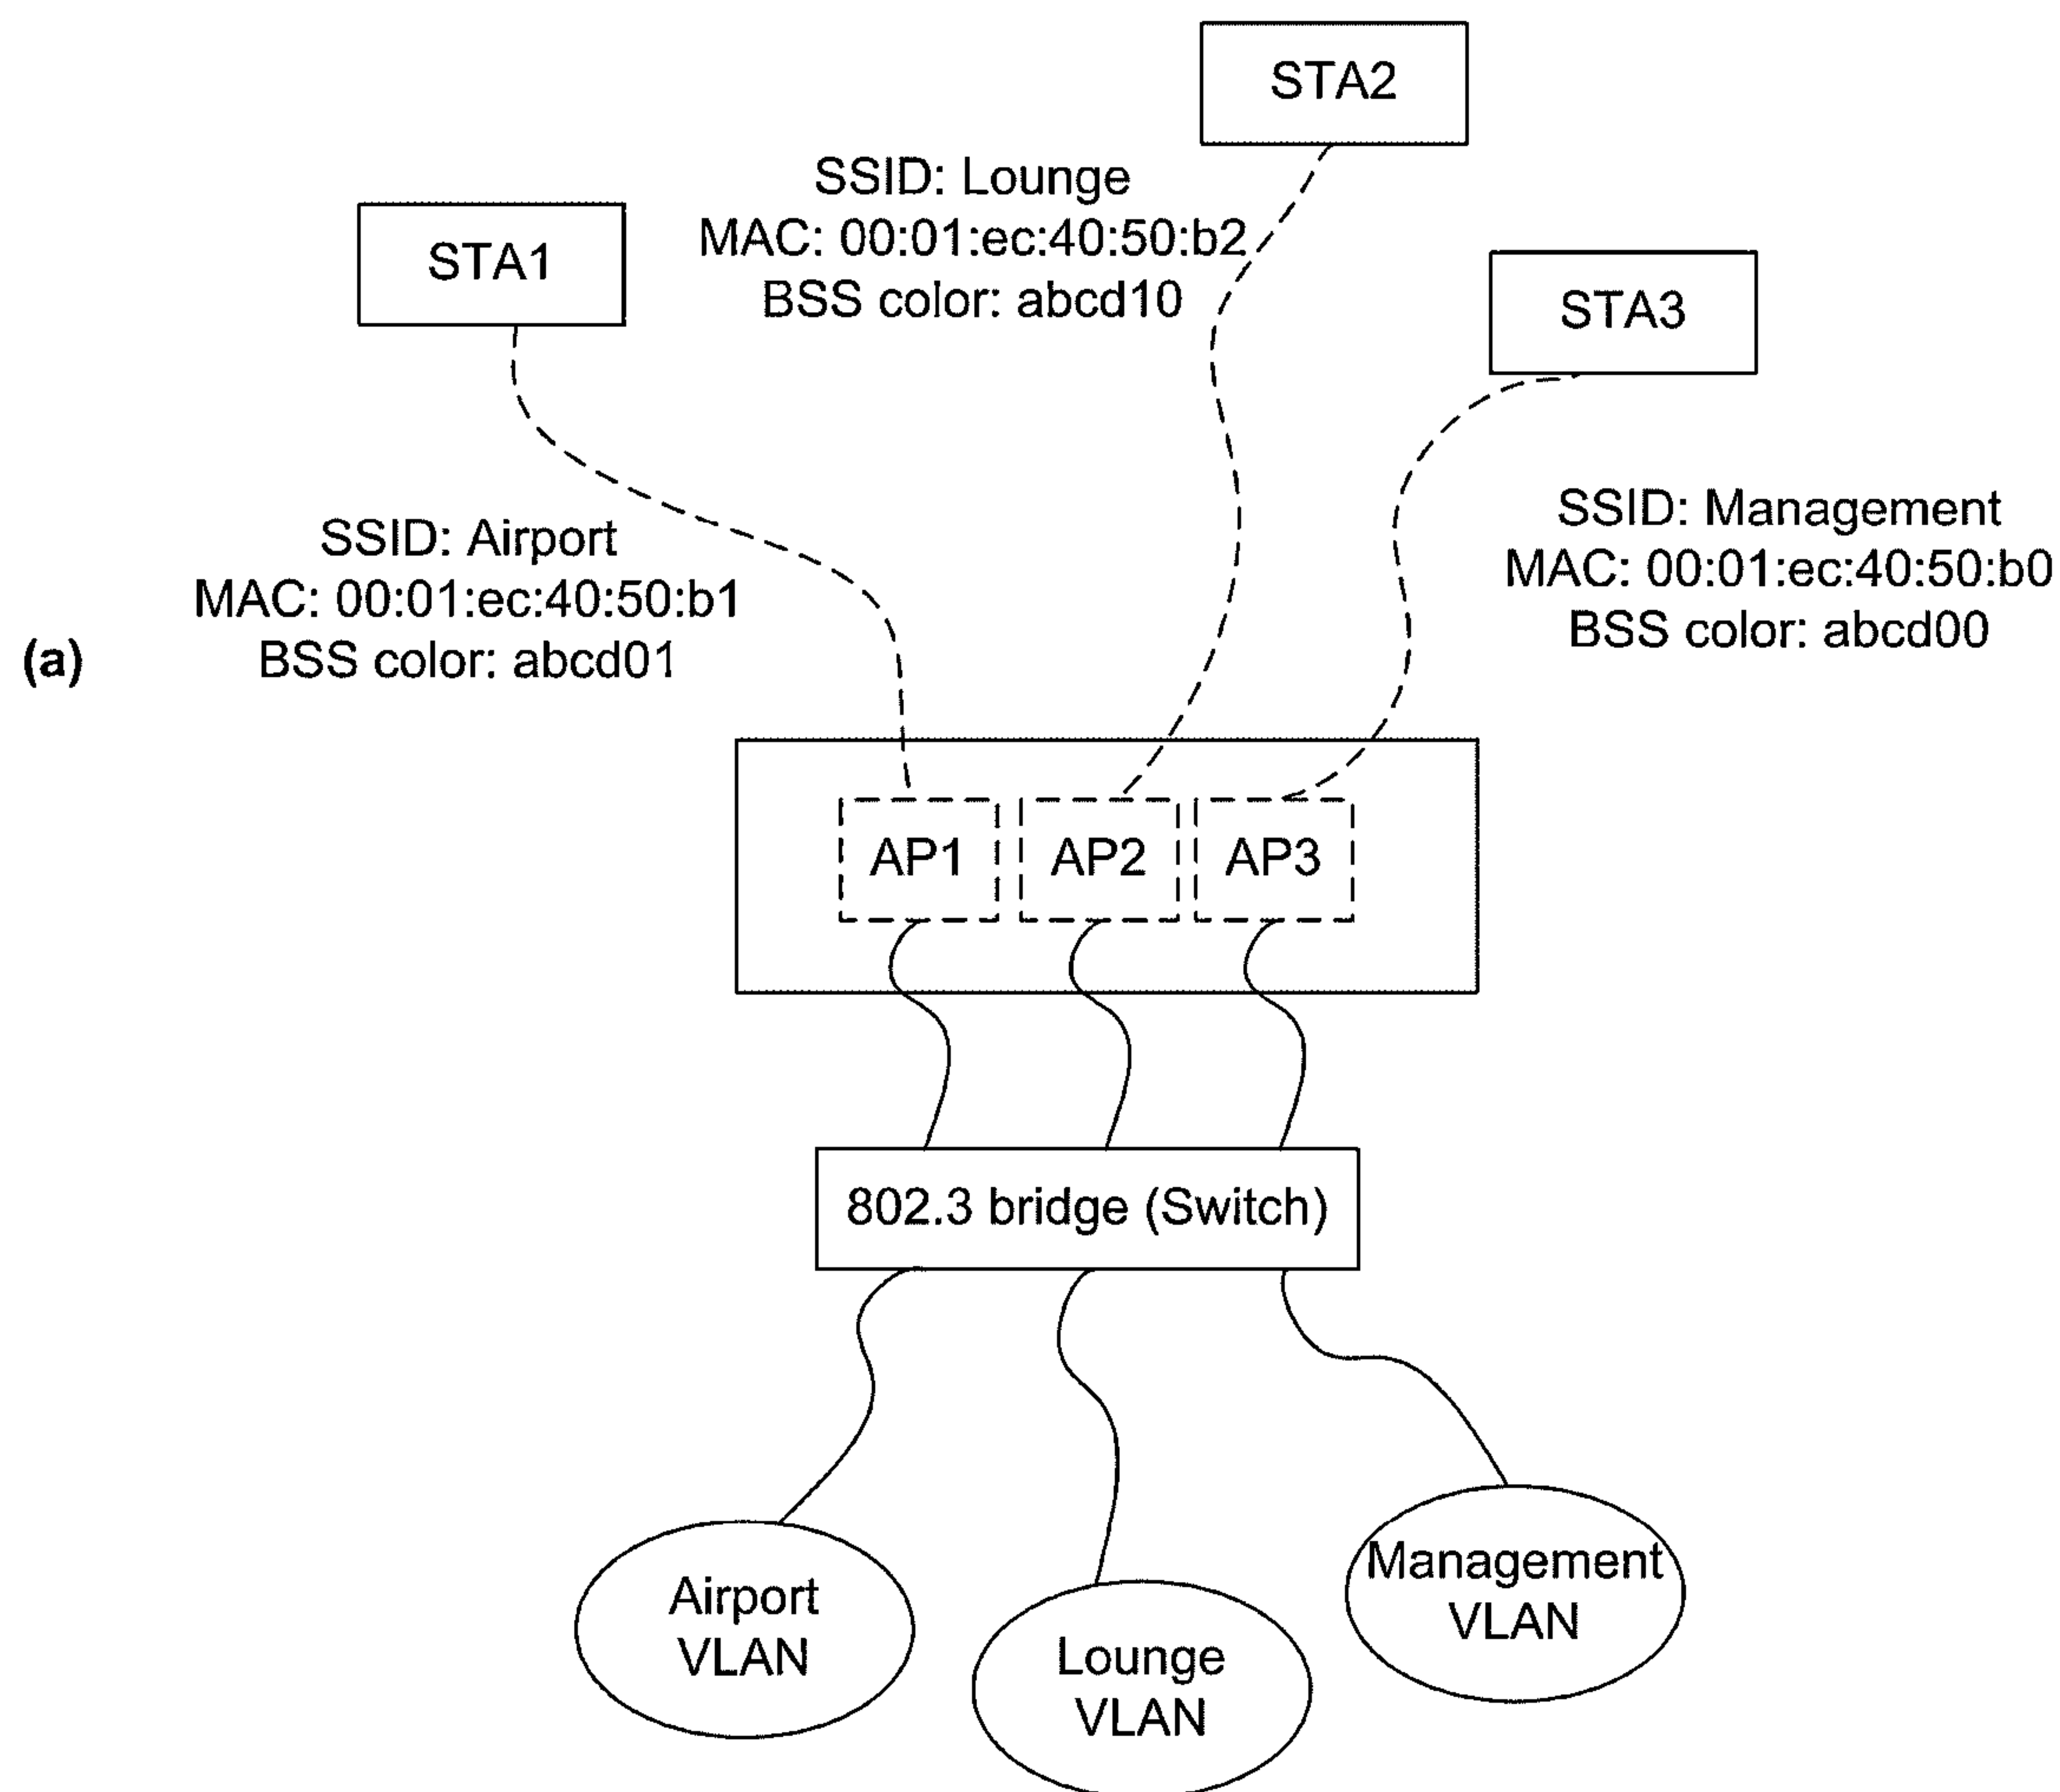 STA2
SSID: Lounge
MAC: 00:01:ec:40:50:b2
BSS color: abcd10
STA1
STA3
SSID: Airport
MAC: 00:01:ec:40:50:b1
BSS color: abcd01
SSID: Management
MAC: 00:01:ec:40:50:b0
BSS color: abcd00
(a)
AP1
AP2
AP3
802.3 bridge (Switch)
Airport
VLAN
Lounge
VLAN
Management
VLAN